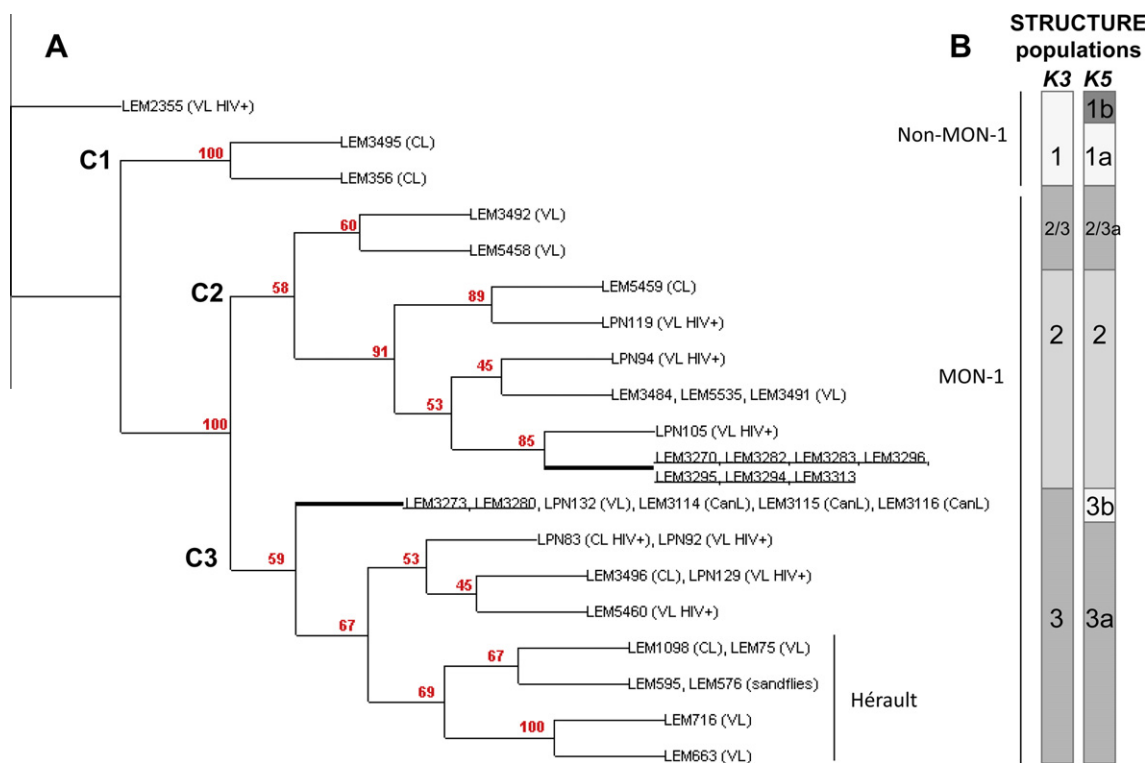 A
B
STRUCTURE
populations
K3
K5
LEM2355 (VL HIV+)
Non-MON-1
1b
C1
100
LEM3495 (CL)
LEM356 (CL)
1
1a
60
LEM3492 (VL)
LEM5458 (VL)
2/3
2/3a
C2
58
89
LEM5459 (CL)
LPN119 (VL HIV+)
91
45
LPN94 (VL HIV+)
LEM3484, LEM5535, LEM3491 (VL)
53
MON-1
2
2
100
85
LPN105 (VL HIV+)
LEM3270, LEM3282, LEM3283, LEM3296,
LEM3295, LEM3294, LEM3313
LEM3273, LEM3280, LPN132 (VL), LEM3114 (CanL), LEM3115 (CanL), LEM3116 (CanL)
3b
C3
59
53
LPN83 (CL HIV+), LPN92 (VL HIV+)
45
LEM3496 (CL), LPN129 (VL HIV+)
LEM5460 (VL HIV+)
67
3
3a
67
LEM1098 (CL), LEM75 (VL)
LEM595, LEM576 (sandflies)
69
Hérault
100
LEM716 (VL)
LEM663 (VL)